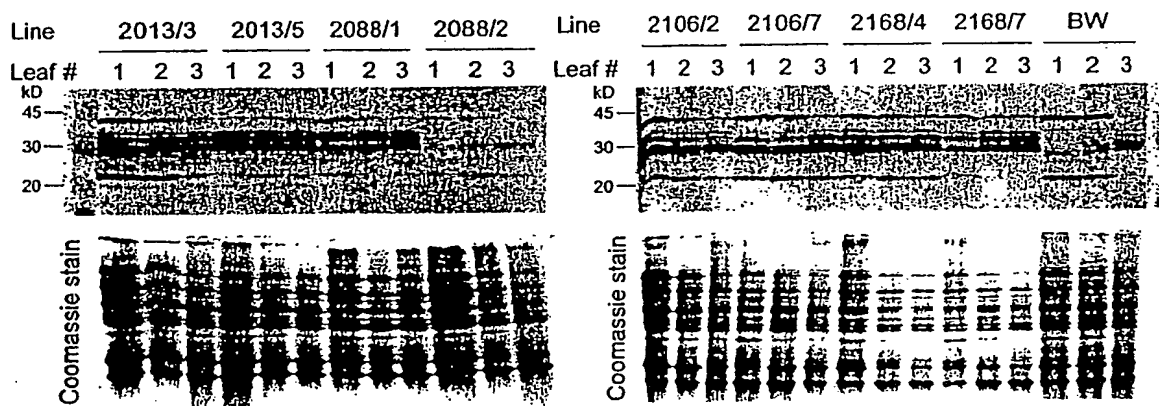 Line 2013/3 2013/5 2088/1 2088/2
Leaf # 1 2 3 1 2 3 1 2 3 1 2 3
kD
45
30
20
Coomassie stain
Line 2106/2 2106/7 2168/4 2168/7 BW
Leaf # 1 2 3 1 2 3 1 2 3 1 2 3 1 2 3
kD
45
30
20
Coomassie stain